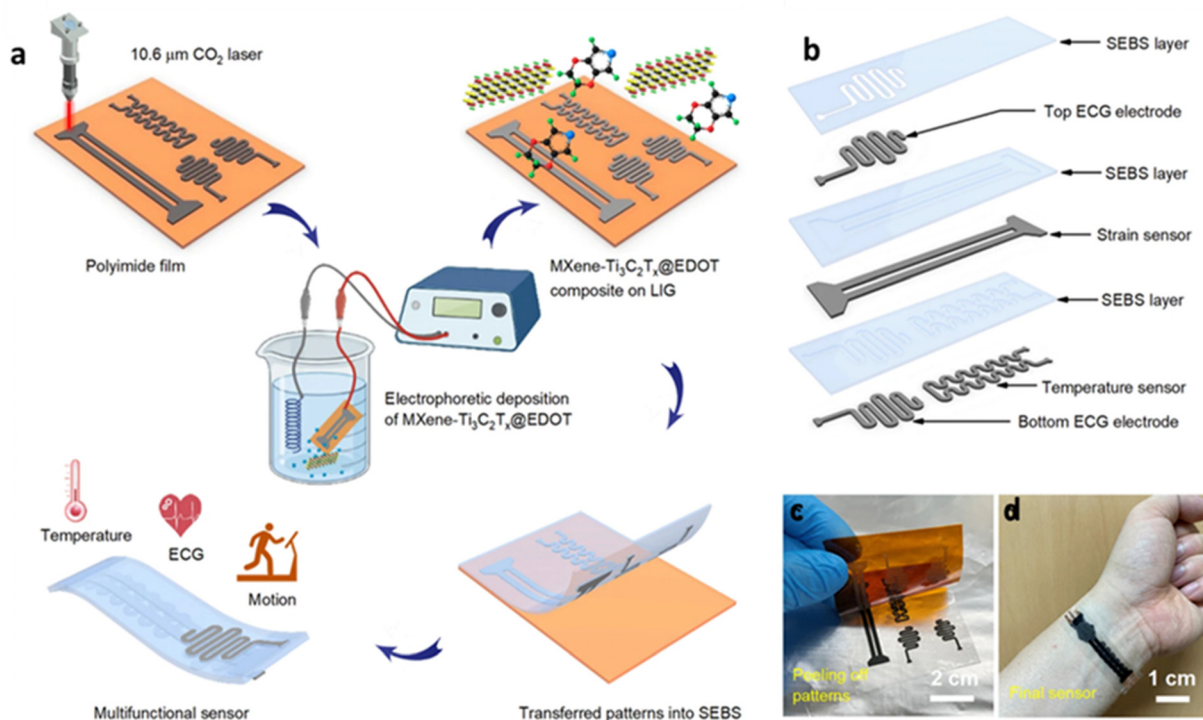 a
10.6 μm CO₂ laser
Polyimide film
MXene-Ti₃C₂Tₓ@EDOT
composite on LIG
Electrophoretic deposition
of MXene-Ti₃C₂Tₓ@EDOT
Temperature
ECG
Motion
Multifunctional sensor
Transferred patterns into SEBS
b
SEBS layer
Top ECG electrode
SEBS layer
Strain sensor
SEBS layer
Temperature sensor
Bottom ECG electrode
c
Peeling off
patterns
2 cm
d
Final sensor
1 cm